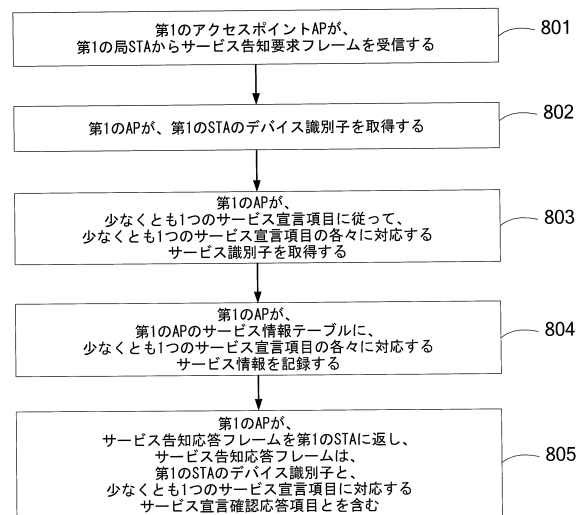 第1のアクセスポイントAPが、
第1の局STAからサービス告知要求フレームを受信する
801
第1のAPが、第1のSTAのデバイス識別子を取得する
802
第1のAPが、
少なくとも1つのサービス宣言項目に従って、
少なくとも1つのサービス宣言項目の各々に対応する
サービス識別子を取得する
803
第1のAPが、
第1のAPのサービス情報テーブルに、
少なくとも1つのサービス宣言項目の各々に対応する
サービス情報を記録する
804
第1のAPが、
サービス告知応答フレームを第1のSTAに返し、
サービス告知応答フレームは、
第1のSTAのデバイス識別子と、
少なくとも1つのサービス宣言項目に対応する
サービス宣言確認応答項目とを含む
805